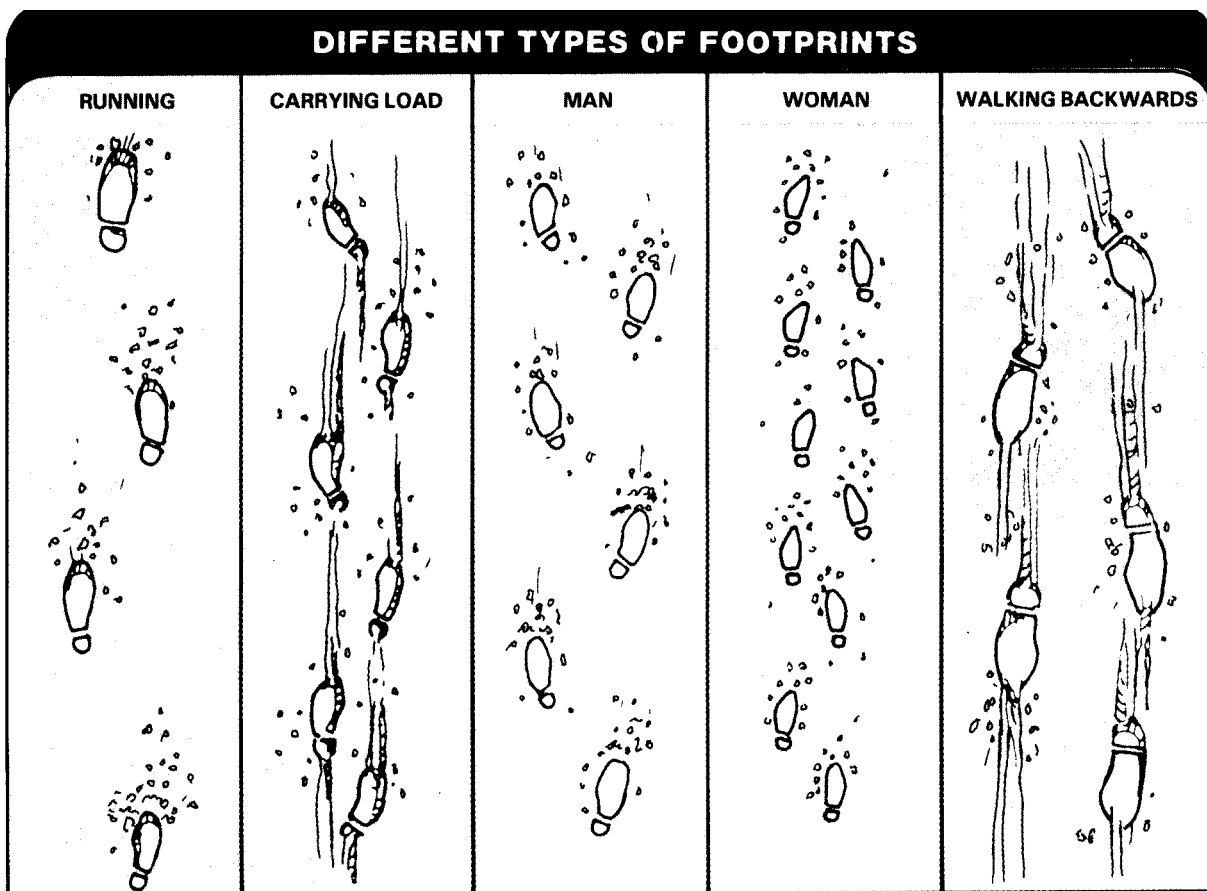 DIFFERENT TYPES OF FOOTPRINTS
RUNNING
CARRYING LOAD
MAN
WOMAN
WALKING BACKWARDS